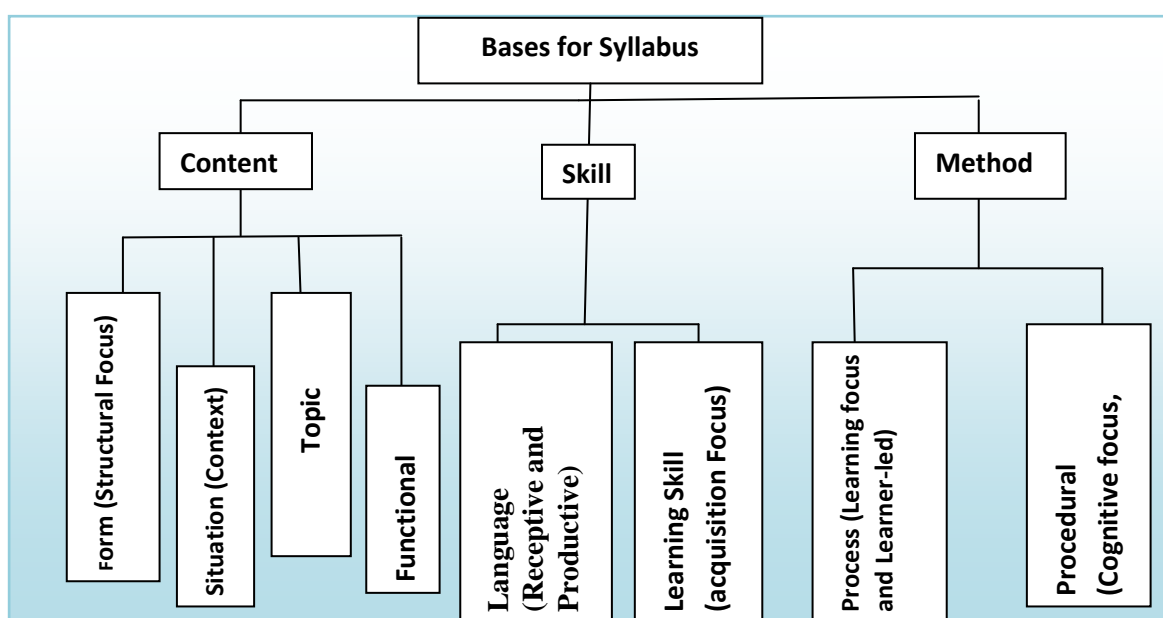 Bases for Syllabus
Content
Skill
Method
Form (Structural Focus)
Situation (Context)
Topic
Functional
Language
(Receptive and
Productive)
Learning Skill
(acquisition Focus)
Process (Learning focus
and Learner-led)
Procedural
(Cognitive focus,